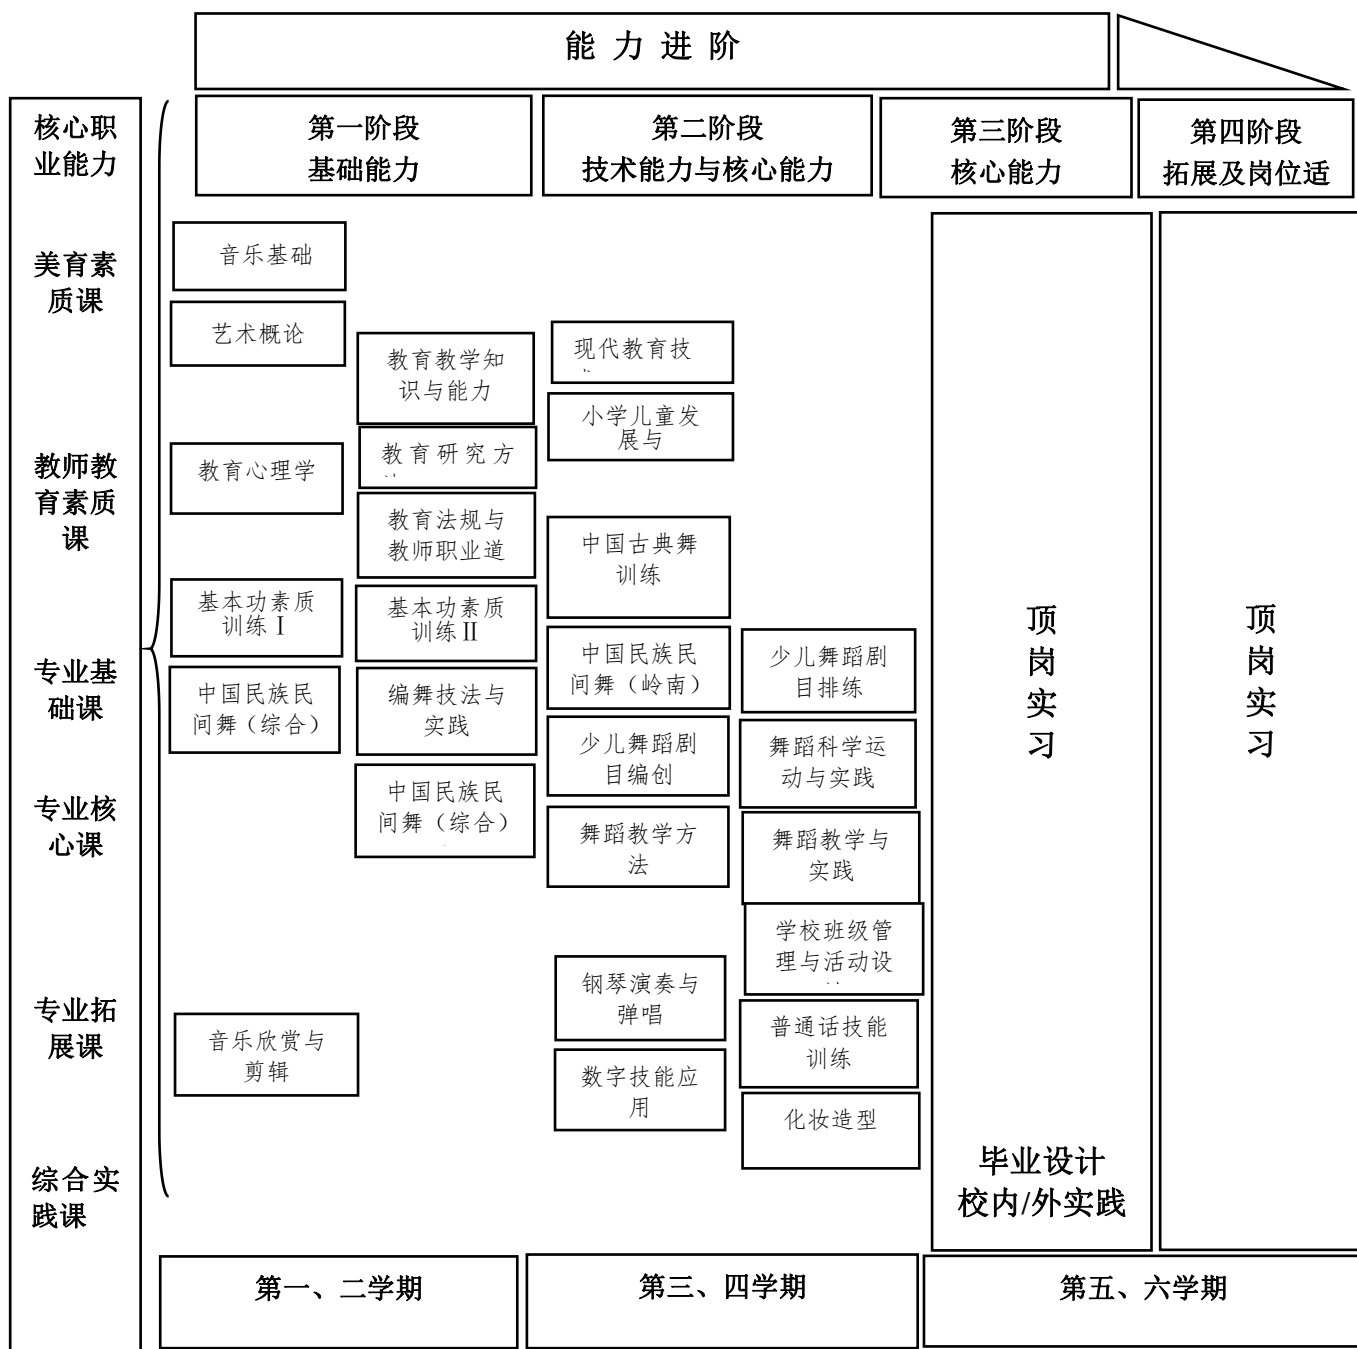 能 力 进 阶
核心职
业能力
第一阶段
基础能力
第二阶段
技术能力与核心能力
第三阶段
核心能力
第四阶段
拓展及岗位适
美育素
质课
教师教
育素质
课
专业基
础课
专业核
心课
专业拓
展课
综合实
践课
音乐基础
艺术概论
教育心理学
基本功素质
训练Ⅰ
中国民族民
间舞（综合）
音乐欣赏与
剪辑
教育教学知
识与能力
教育研究方
教育法规与
教师职业道
基本功素质
训练Ⅱ
编舞技法与
实践
中国民族民
间舞（综合）
现代教育技
小学儿童发
展与
中国古典舞
训练
中国民族民
间舞（岭南）
少儿舞蹈剧
目编创
舞蹈教学方
法
钢琴演奏与
弹唱
数字技能应
用
少儿舞蹈剧
目排练
舞蹈科学运
动与实践
舞蹈教学与
实践
学校班级管
理与活动设
普通话技能
训练
化妆造型
顶
岗
实
习
毕业设计
校内/外实践
顶
岗
实
习
第一、二学期
第三、四学期
第五、六学期